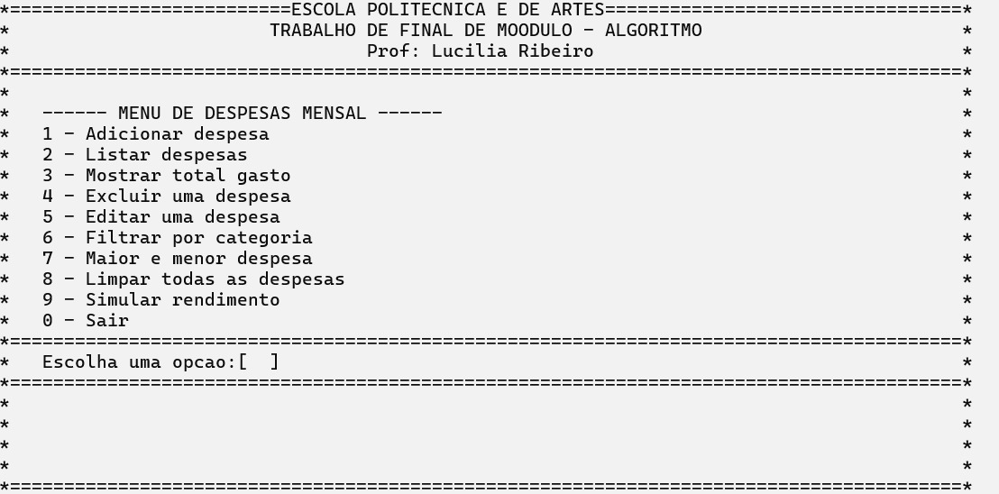 *==========================ESCOLA POLITECNICA E DE ARTES=================================*
* TRABALHO DE FINAL DE MOODULO - ALGORITMO *
* Prof: Lucilia Ribeiro *
*========================================================================================*
* *
* ------ MENU DE DESPESAS MENSAL ------ *
* 1 - Adicionar despesa *
* 2 - Listar despesas *
* 3 - Mostrar total gasto *
* 4 - Excluir uma despesa *
* 5 - Editar uma despesa *
* 6 - Filtrar por categoria *
* 7 - Maior e menor despesa *
* 8 - Limpar todas as despesas *
* 9 - Simular rendimento *
* 0 - Sair *
*========================================================================================*
* Escolha uma opcao:[  ] *
*========================================================================================*
* *
* *
* *
* *
*========================================================================================*